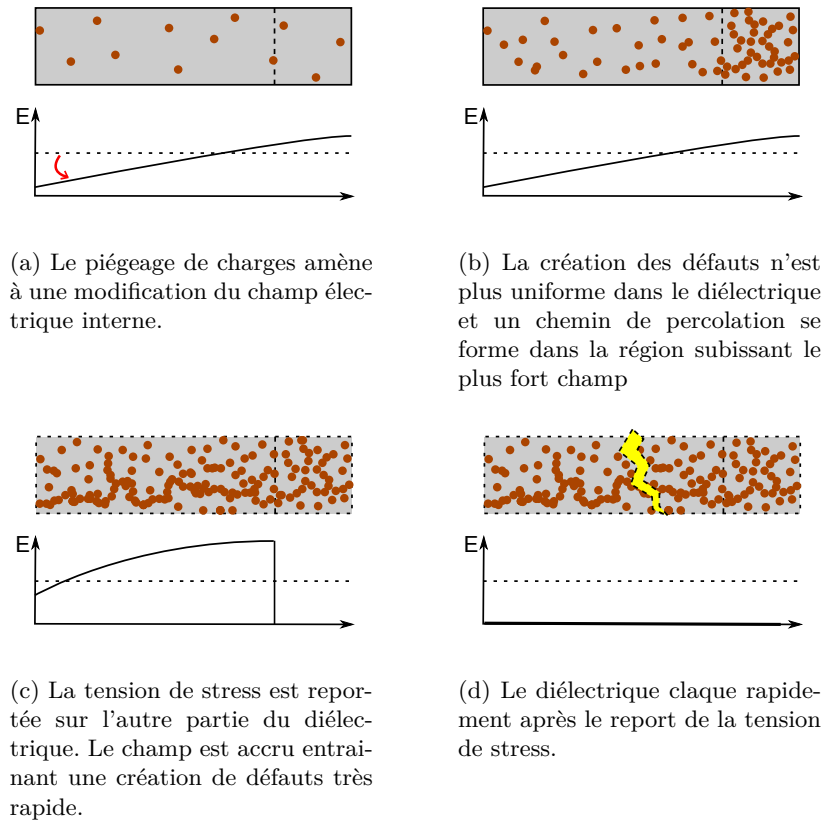 E
E
(a) Le piégeage de charges amène
à une modification du champ élec-
trique interne.
(b) La création des défauts n'est
plus uniforme dans le diélectrique
et un chemin de percolation se
forme dans la région subissant le
plus fort champ
E
E
(c) La tension de stress est repor-
tée sur l'autre partie du diélec-
trique. Le champ est accru entrai-
nant une création de défauts très
rapide.
(d) Le diélectrique claque rapide-
ment après le report de la tension
de stress.